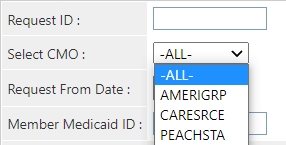 Request ID :
Select CMO : -ALL-
-ALL-
Request From Date :
AMERIGRP
CARESRCE
Member Medicaid ID :
PEACHSTA